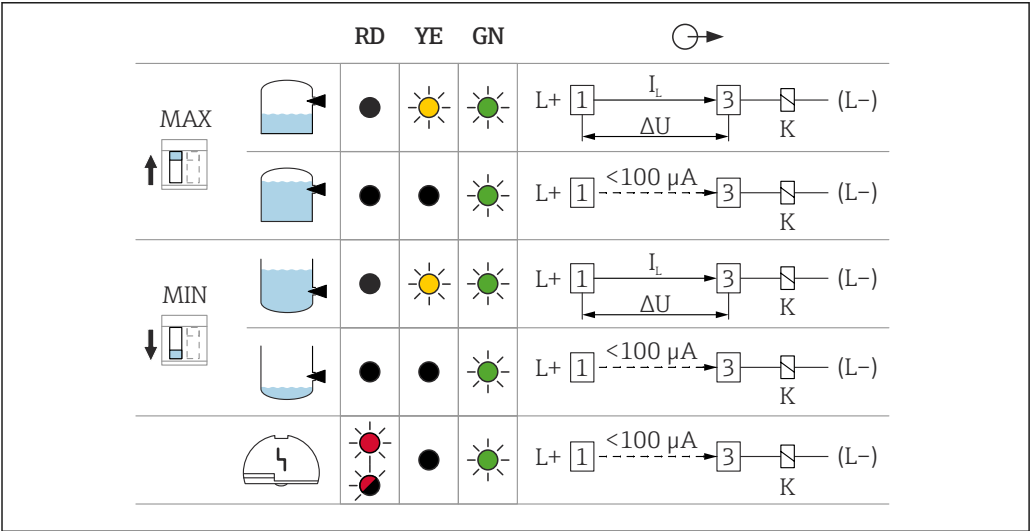 RD YE GN
MAX
L+ 1 I_L 3 (L–)
ΔU K
L+ 1 <100 µA 3 (L–)
K
MIN
L+ 1 I_L 3 (L–)
ΔU K
L+ 1 <100 µA 3 (L–)
K
L+ 1 <100 µA 3 (L–)
K